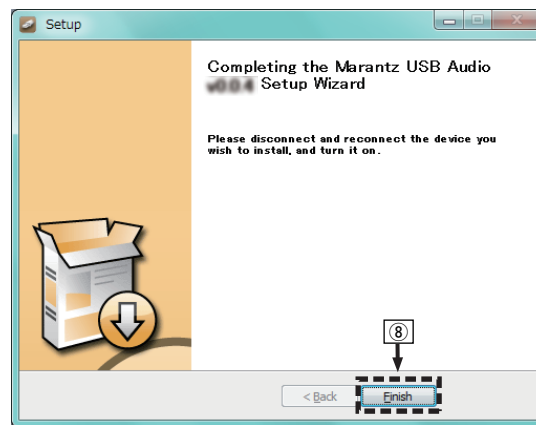 Setup
Completing the Marantz USB Audio
Setup Wizard
Please disconnect and reconnect the device you
wish to install, and turn it on.
⑧
< Back
Finish